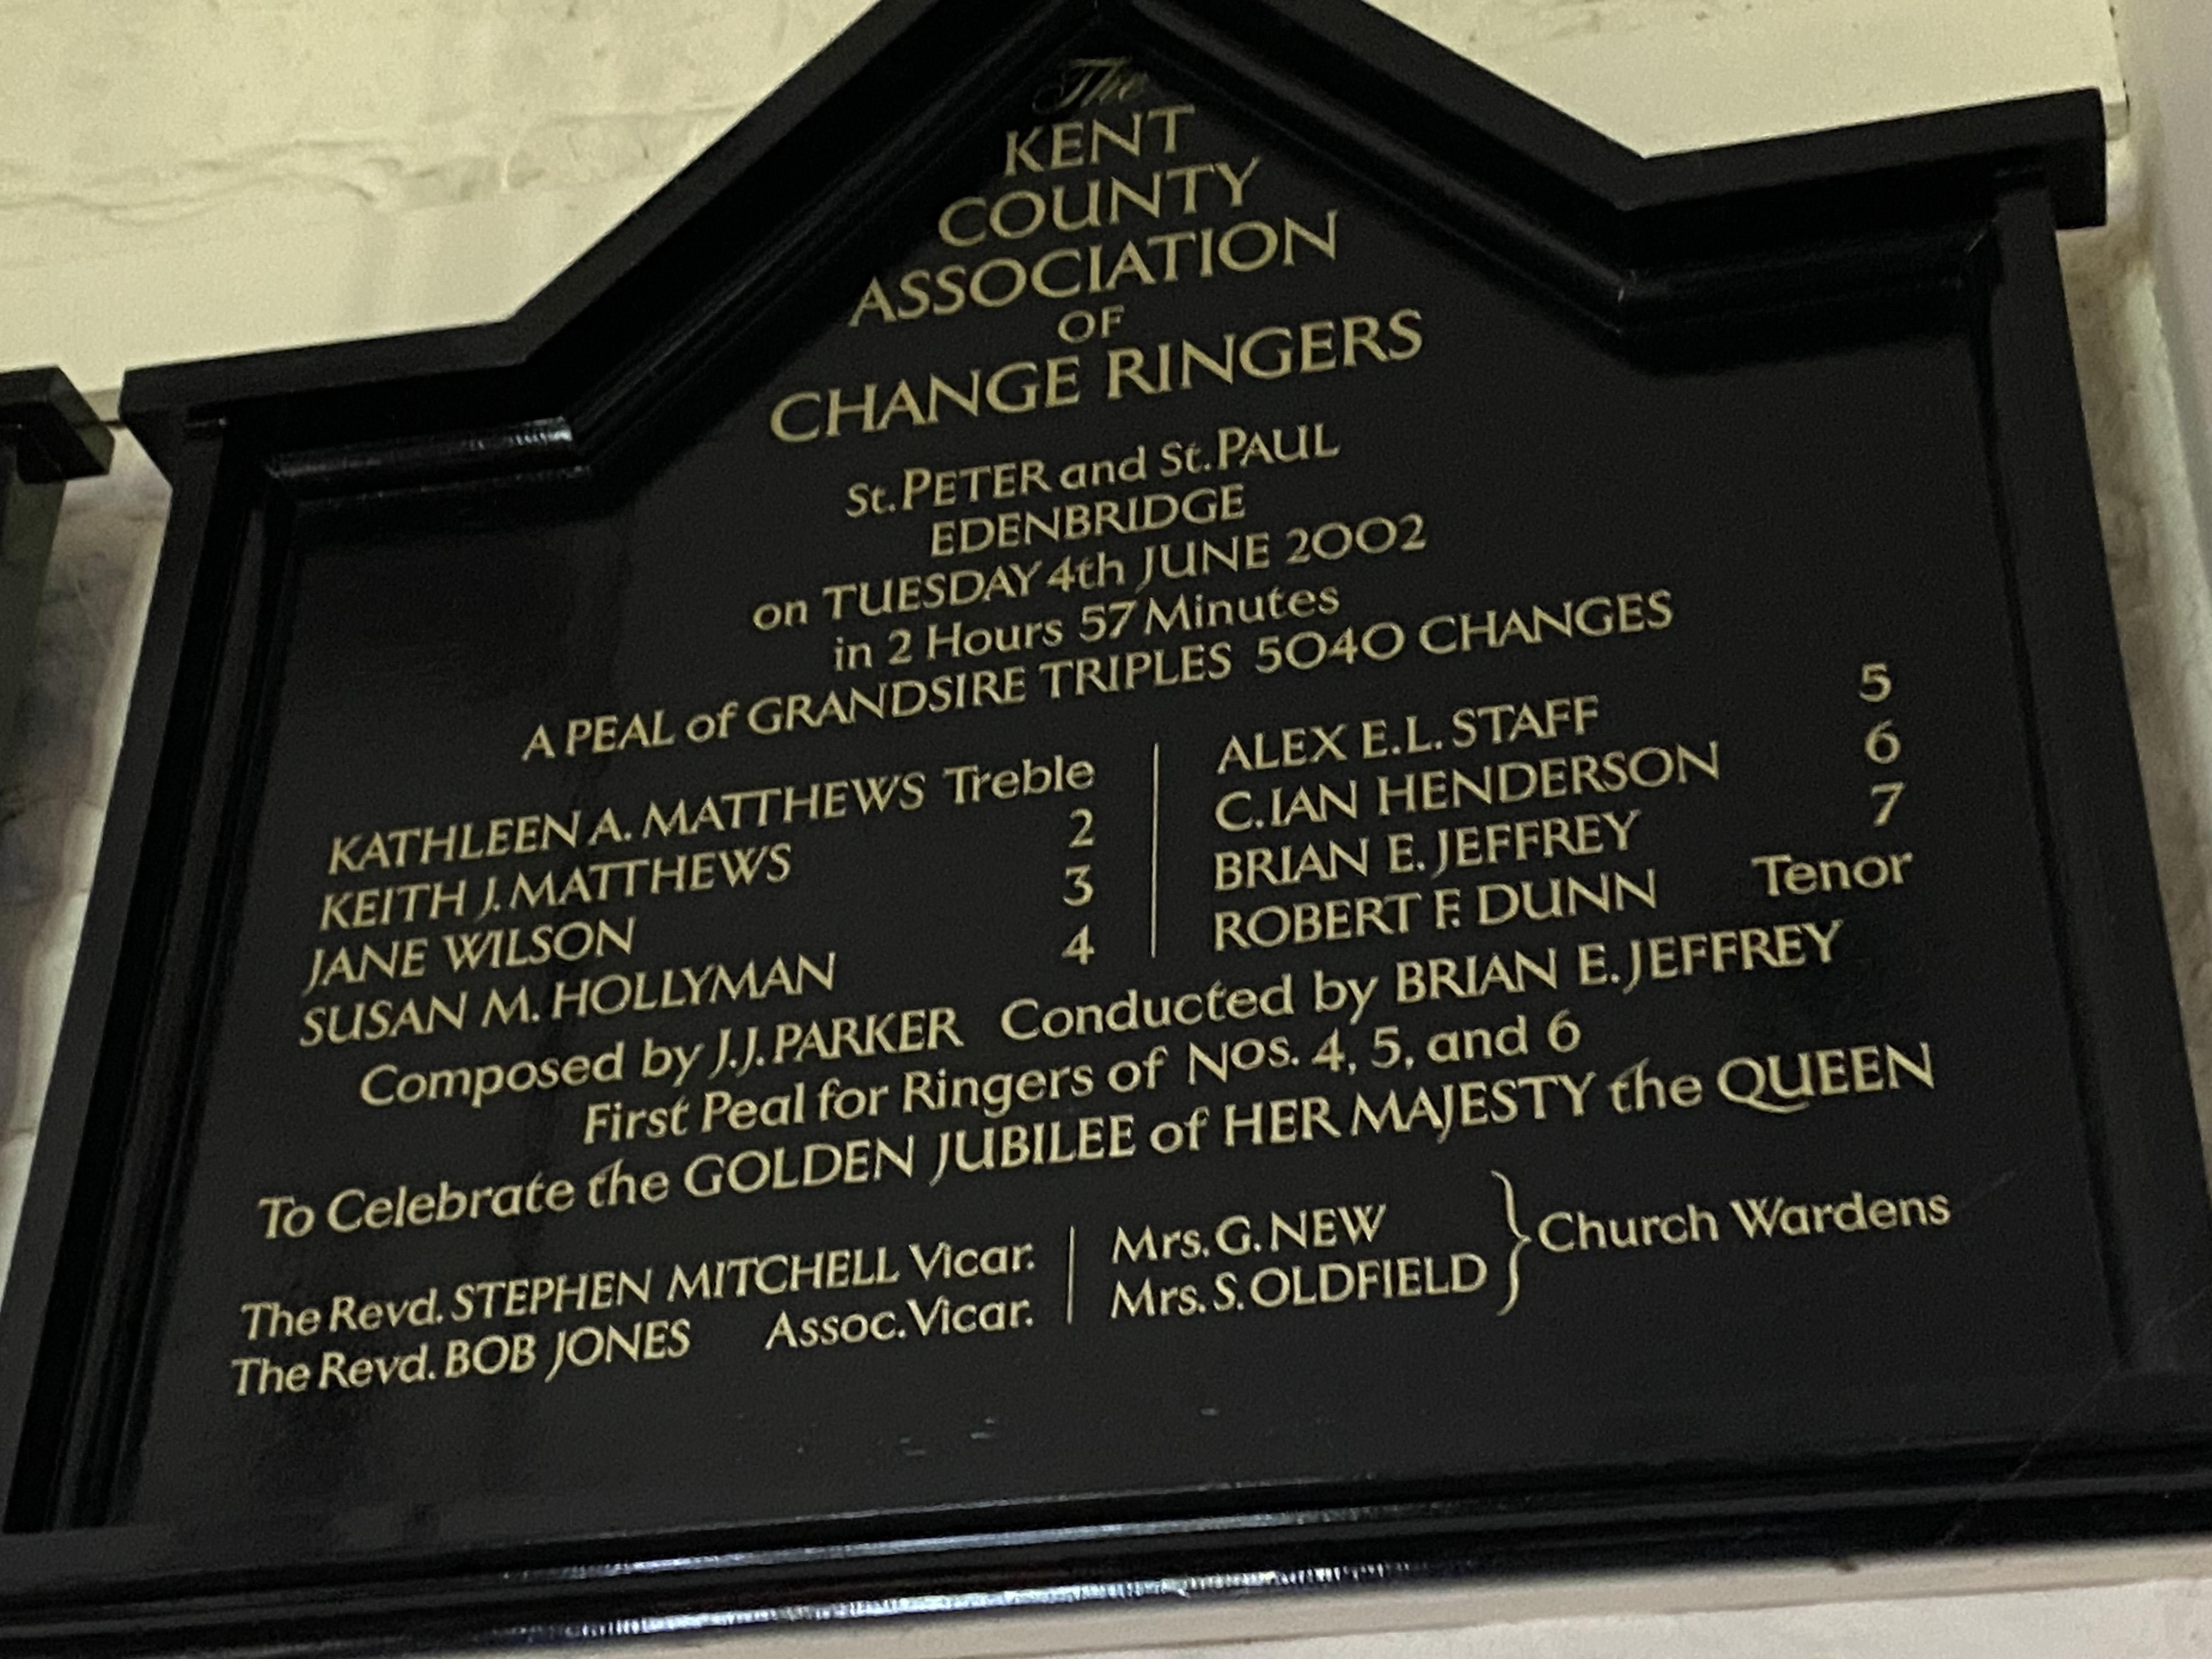 The
KENT
COUNTY
ASSOCIATION
OF
CHANGE RINGERS
St. PETER and St. PAUL
EDENBRIDGE
on TUESDAY 4th JUNE 2002
in 2 Hours 57 Minutes
A PEAL of GRANDSIRE TRIPLES 5040 CHANGES
KATHLEEN A. MATTHEWS Treble
KEITH J. MATTHEWS 2
JANE WILSON 3
SUSAN M. HOLLYMAN 4
ALEX E.L. STAFF 5
C. IAN HENDERSON 6
BRIAN E. JEFFREY 7
ROBERT F. DUNN Tenor
Composed by J.J. PARKER Conducted by BRIAN E. JEFFREY
First Peal for Ringers of Nos. 4, 5, and 6
To Celebrate the GOLDEN JUBILEE of HER MAJESTY the QUEEN
The Revd. STEPHEN MITCHELL Vicar.
The Revd. BOB JONES Assoc. Vicar.
Mrs. G. NEW
Mrs. S. OLDFIELD } Church Wardens